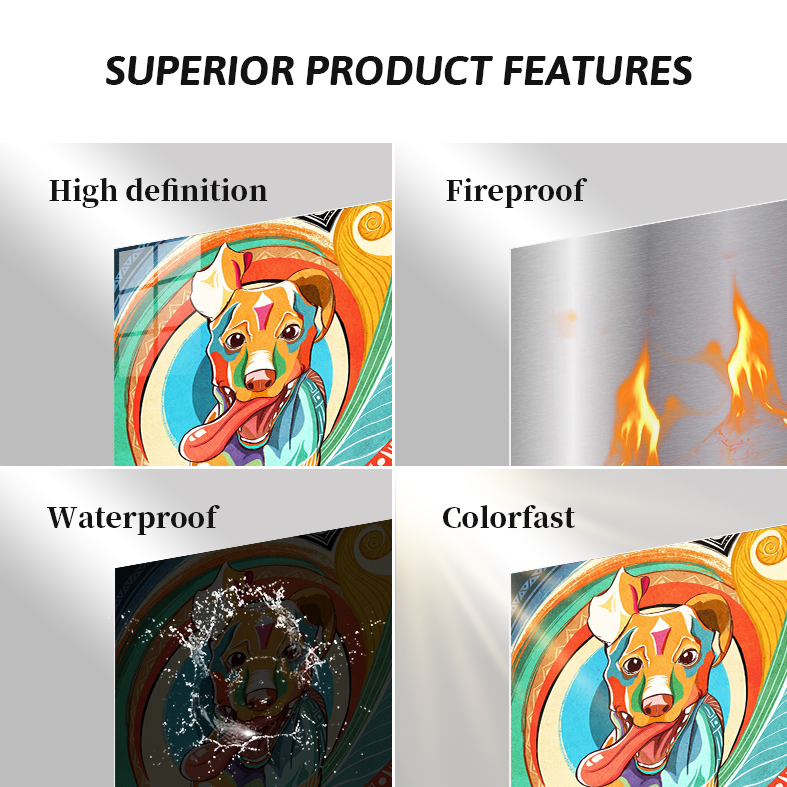 SUPERIOR PRODUCT FEATURES
High definition
Fireproof
Waterproof
Colorfast